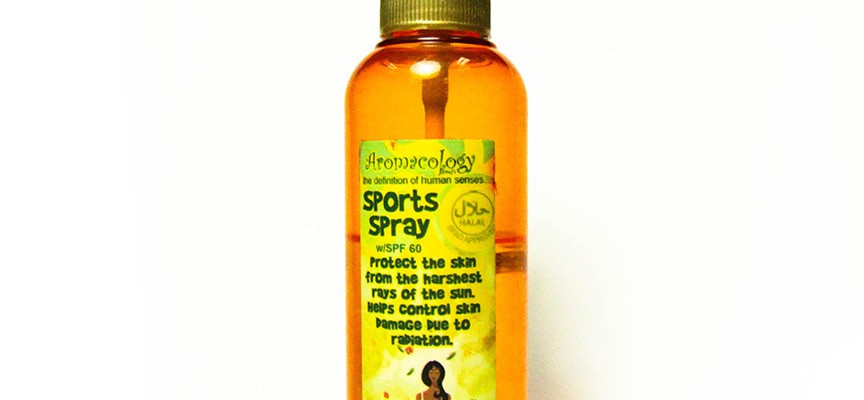 Aromacology
the definition of human senses...
SPORTS
SPRAY
حلال
HALAL
w/SPF 60
Protect the skin
from the harshest
rays of the sun.
Helps control skin
Damage due to
radiation.